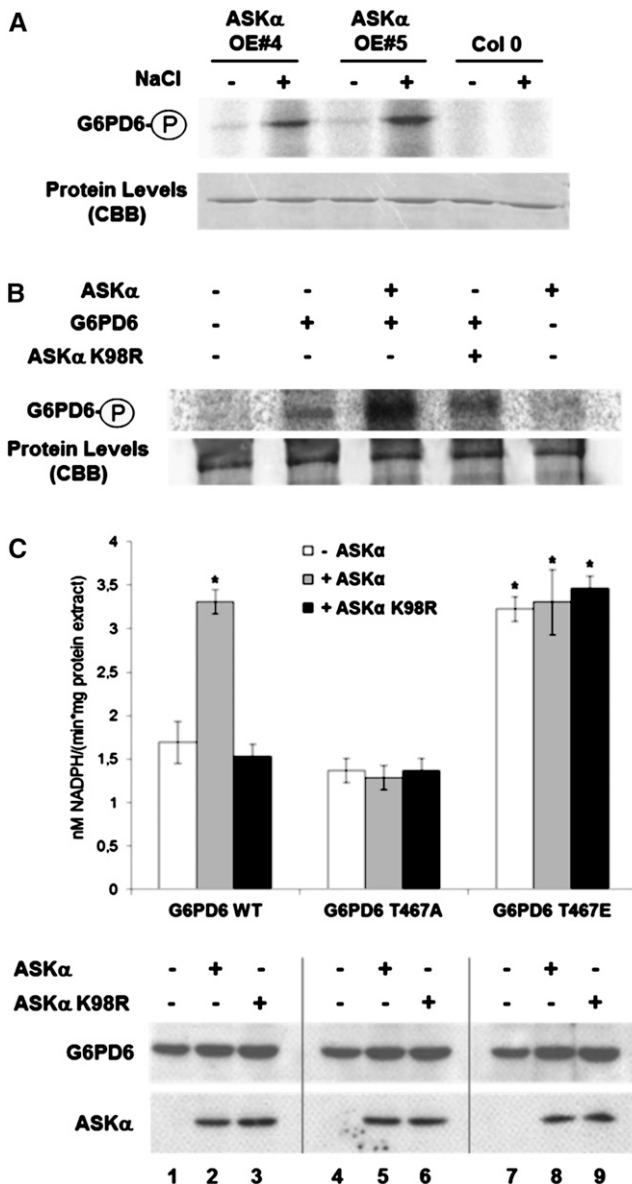 A
ASKα OE#4 ASKα OE#5 Col 0
NaCl - + - + - +
G6PD6-P
Protein Levels (CBB)
B
ASKα - - + - +
G6PD6 - + + + -
ASKα K98R - - - + -
G6PD6-P
Protein Levels (CBB)
C
- ASKα
+ ASKα
+ ASKα K98R
nM NADPH/(min*mg protein extract)
4
3,5
3
2,5
2
1,5
1
0,5
0
* * * *
G6PD6 WT G6PD6 T467A G6PD6 T467E
ASKα - + - - + - - + -
ASKα K98R - - + - - + - - +
G6PD6
ASKα
1 2 3 4 5 6 7 8 9